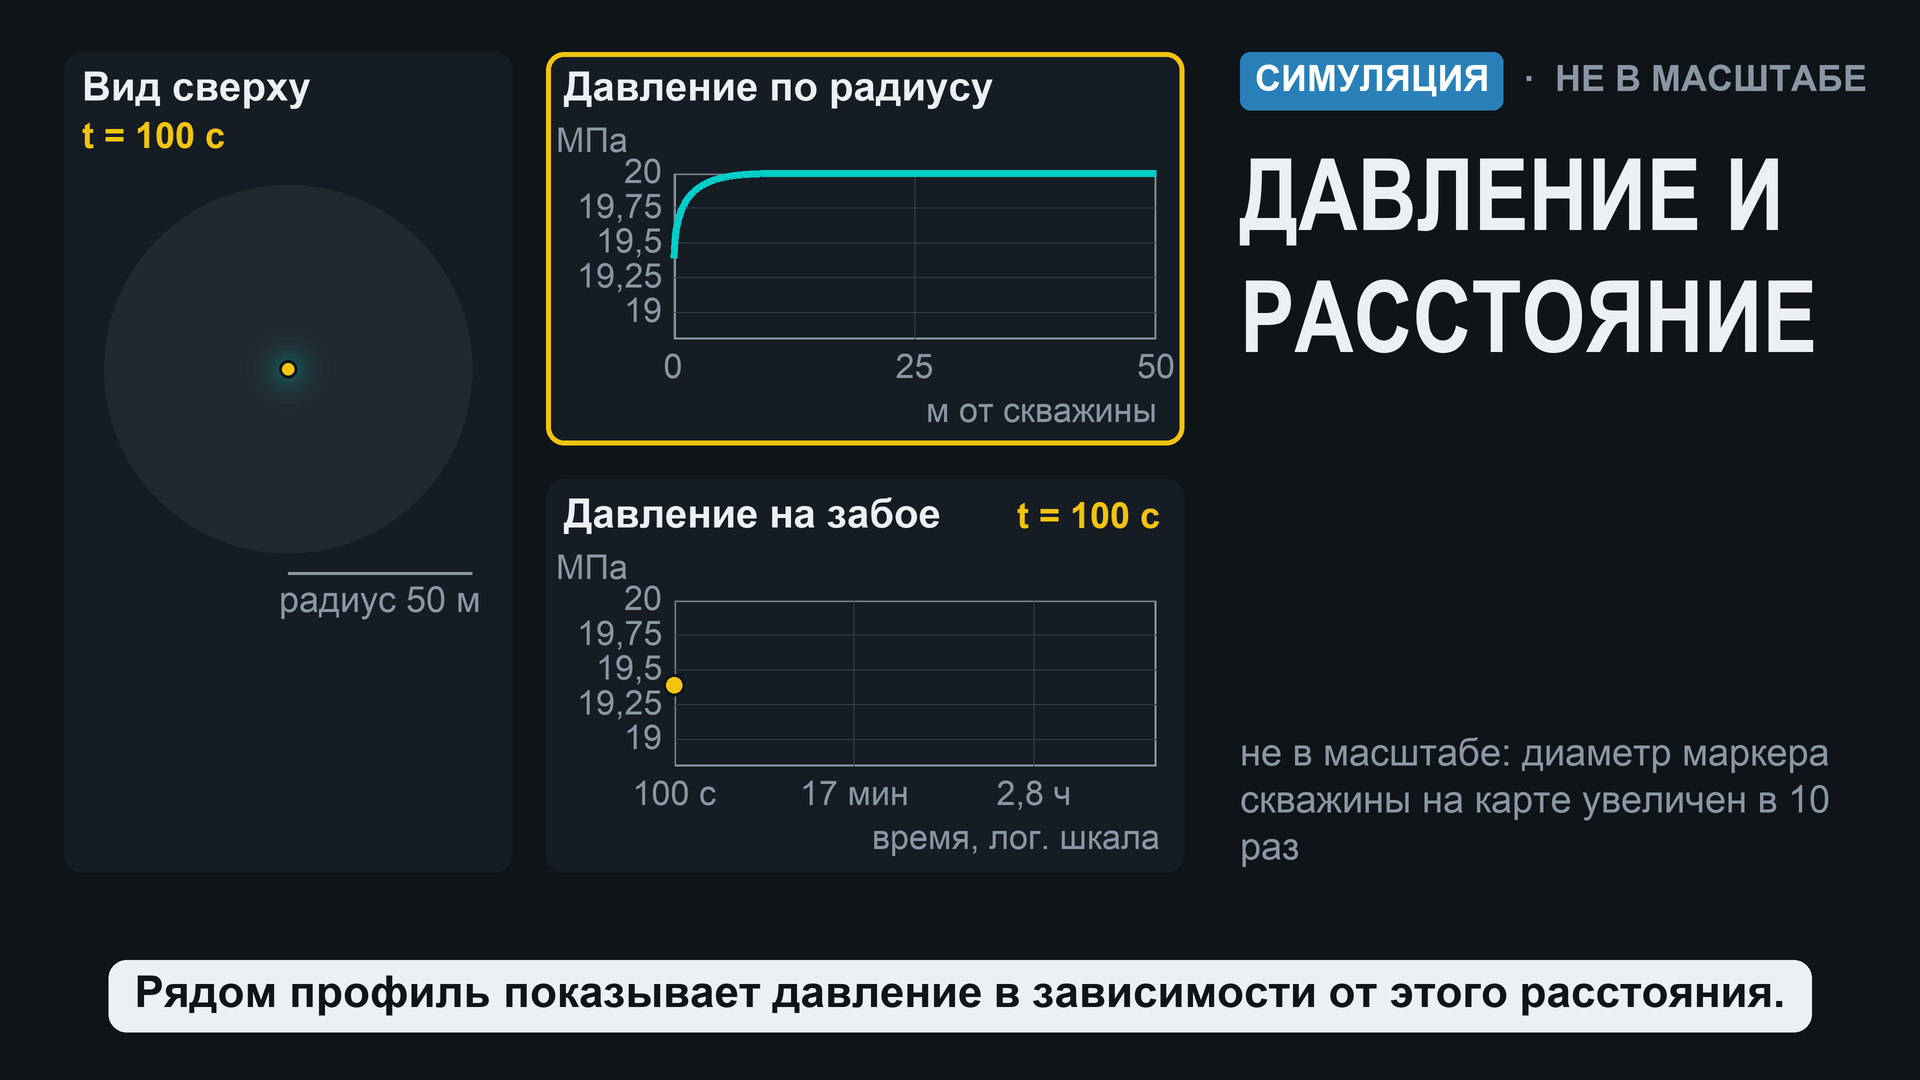 Вид сверху
t = 100 с
радиус 50 м
Давление по радиусу
МПа
20
19,75
19,5
19,25
19
0 25 50
м от скважины
Давление на забое t = 100 с
МПа
20
19,75
19,5
19,25
19
100 с 17 мин 2,8 ч
время, лог. шкала
СИМУЛЯЦИЯ · НЕ В МАСШТАБЕ
ДАВЛЕНИЕ И
РАССТОЯНИЕ
не в масштабе: диаметр маркера
скважины на карте увеличен в 10
раз
Рядом профиль показывает давление в зависимости от этого расстояния.